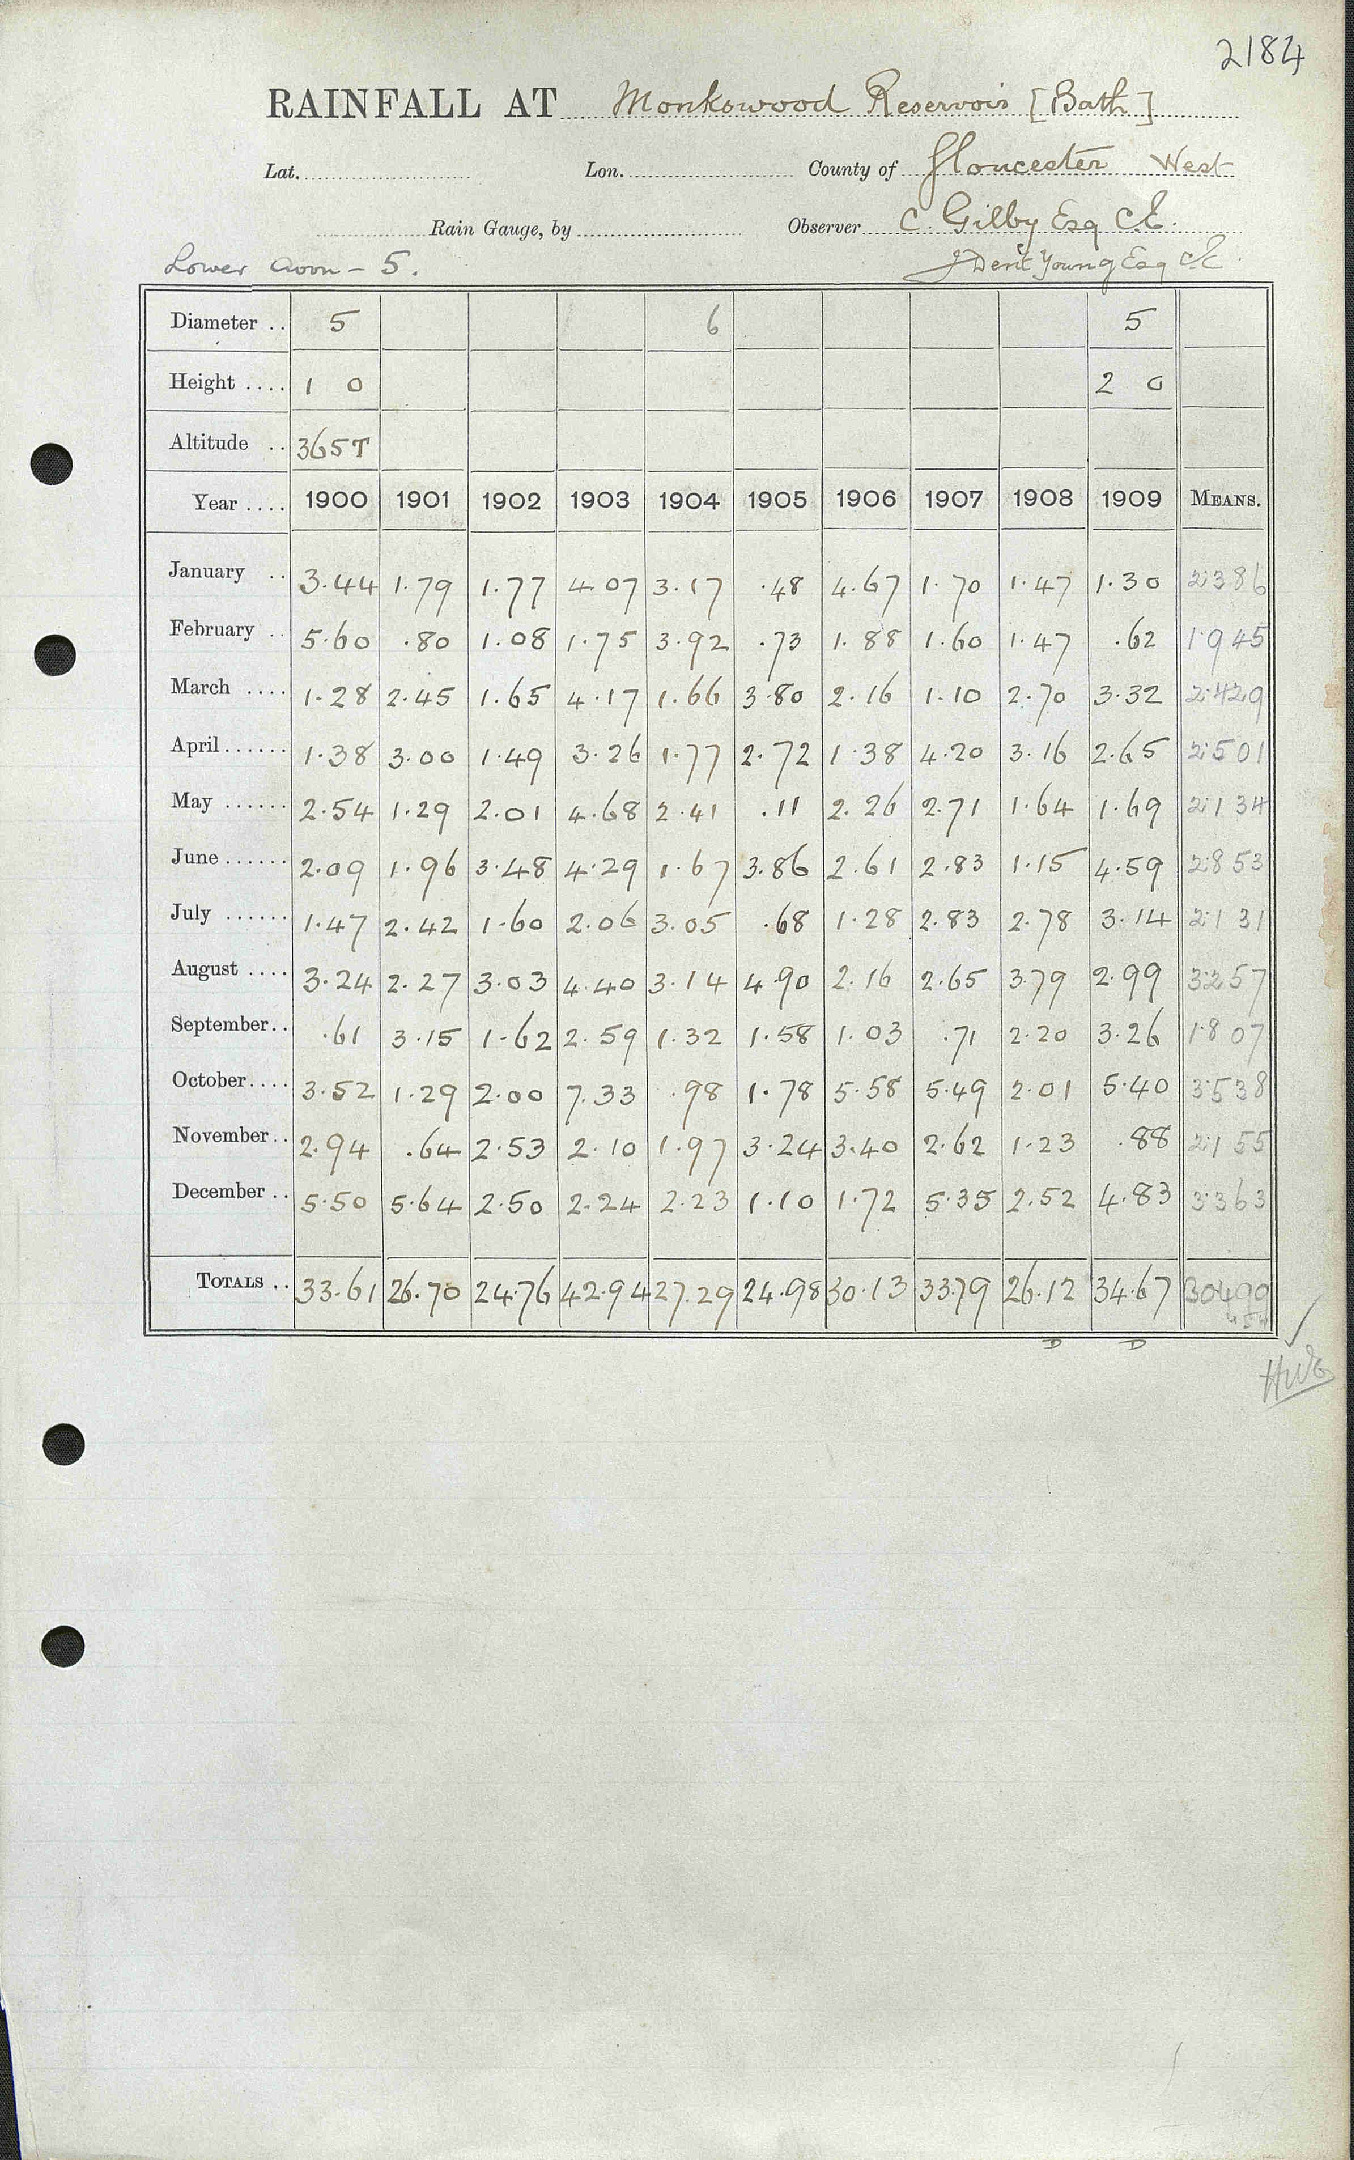 2184
RAINFALL AT Monkswood Reservoir [Bath]
Lat. Lon. County of Gloucester West
Rain Gauge, by Observer C. Gilby Esq C.E.
Lower Avon - 5. J Dent Young Esq C.E.
Diameter .. 5 6 5
Height .... 1 0 2 0
Altitude .. 365T
Year .... 1900 1901 1902 1903 1904 1905 1906 1907 1908 1909 MEANS.
January .. 3.44 1.79 1.77 4.07 3.17 .48 4.67 1.70 1.47 1.30 2.386
February .. 5.60 .80 1.08 1.75 3.92 .73 1.88 1.60 1.47 .62 1.945
March .... 1.28 2.45 1.65 4.17 1.66 3.80 2.16 1.10 2.70 3.32 2.429
April...... 1.38 3.00 1.49 3.26 1.77 2.72 1.38 4.20 3.16 2.65 2.501
May ...... 2.54 1.29 2.01 4.68 2.41 .11 2.26 2.71 1.64 1.69 2.134
June ...... 2.09 1.96 3.48 4.29 1.67 3.86 2.61 2.83 1.15 4.59 2.853
July ...... 1.47 2.42 1.60 2.06 3.05 .68 1.28 2.83 2.78 3.14 2.131
August .... 3.24 2.27 3.03 4.40 3.14 4.90 2.16 2.65 3.79 2.99 3.257
September.. .61 3.15 1.62 2.59 1.32 1.58 1.03 .71 2.20 3.26 1.807
October.... 3.52 1.29 2.00 7.33 .98 1.78 5.58 5.49 2.01 5.40 3.538
November.. 2.94 .64 2.53 2.10 1.97 3.24 3.40 2.62 1.23 .88 2.155
December .. 5.50 5.64 2.50 2.24 2.23 1.10 1.72 5.35 2.52 4.83 3.363
TOTALS .. 33.61 26.70 24.76 42.94 27.29 24.98 30.13 33.79 26.12 34.67 30.499
D D